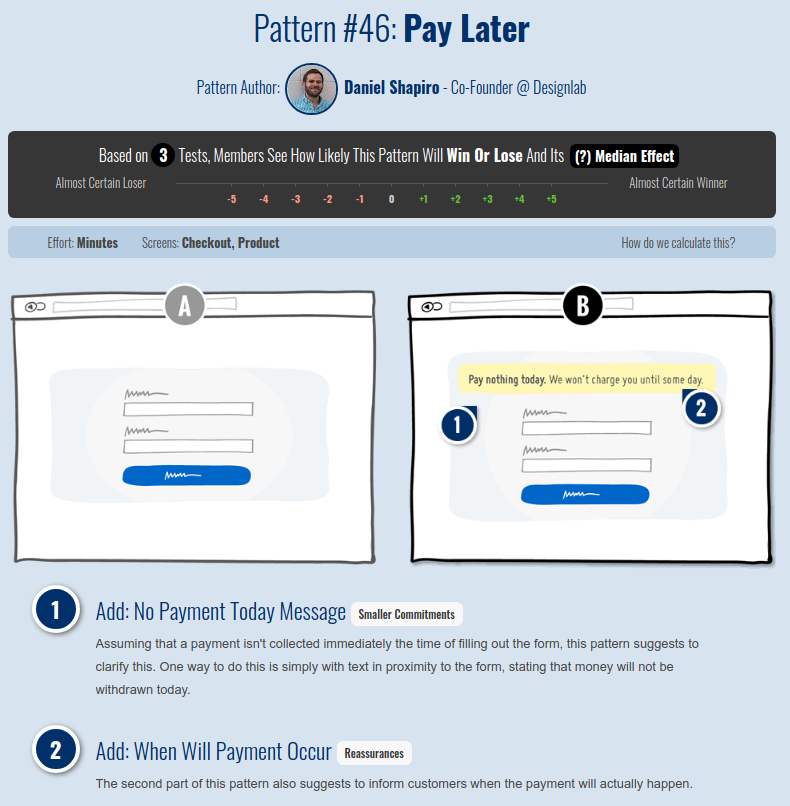 Pattern #46: Pay Later
Pattern Author: Daniel Shapiro - Co-Founder @ Designlab
Based on 3 Tests, Members See How Likely This Pattern Will Win Or Lose And Its (?) Median Effect
Almost Certain Loser -5 -4 -3 -2 -1 0 +1 +2 +3 +4 +5 Almost Certain Winner
Effort: Minutes Screens: Checkout, Product How do we calculate this?
A
B
Pay nothing today. We won't charge you until some day.
1
2
1 Add: No Payment Today Message Smaller Commitments
Assuming that a payment isn't collected immediately the time of filling out the form, this pattern suggests to
clarify this. One way to do this is simply with text in proximity to the form, stating that money will not be
withdrawn today.
2 Add: When Will Payment Occur Reassurances
The second part of this pattern also suggests to inform customers when the payment will actually happen.